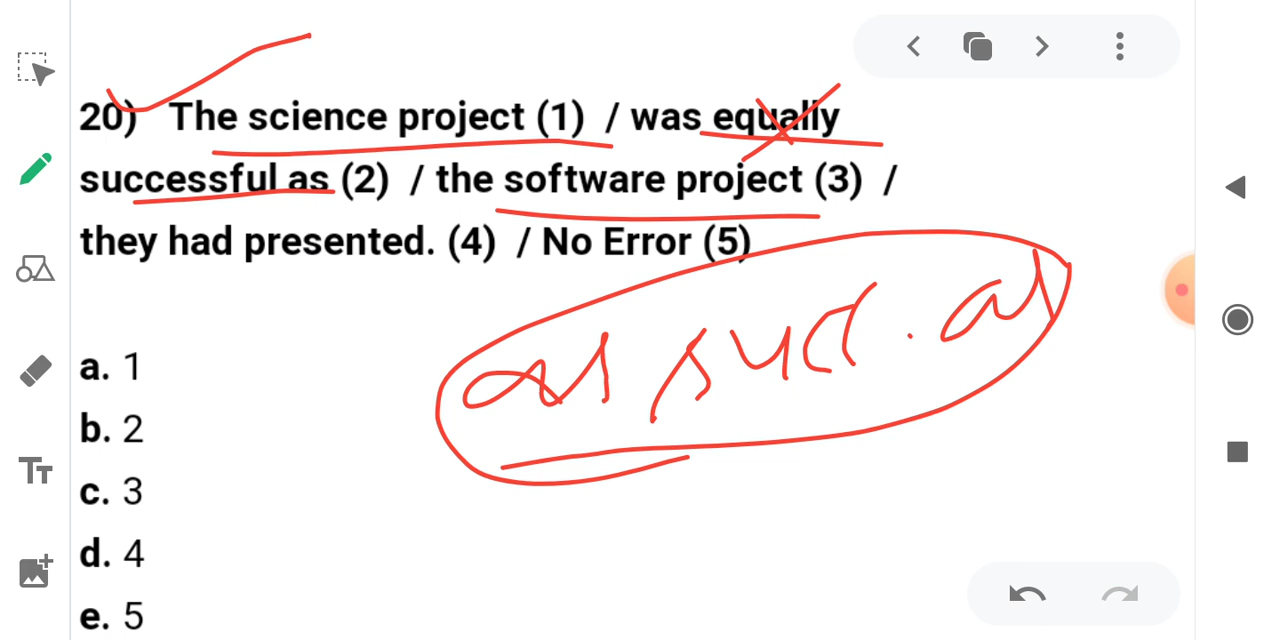 20) The science project (1) / was equally
successful as (2) / the software project (3) /
they had presented. (4) / No Error (5)
as succ. as
a. 1
b. 2
c. 3
d. 4
e. 5
TT